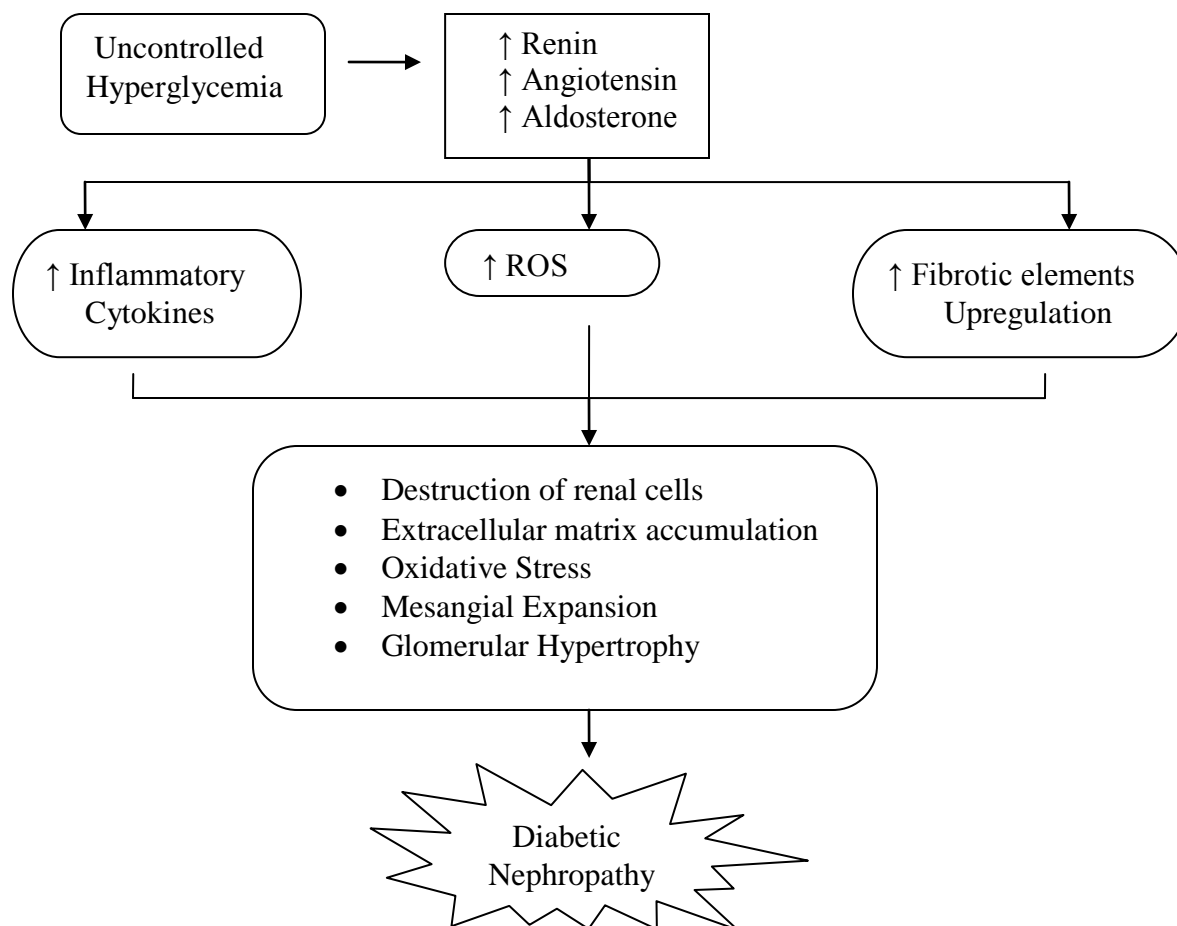 Uncontrolled
Hyperglycemia
↑ Renin
↑ Angiotensin
↑ Aldosterone
↑ Inflammatory
Cytokines
↑ ROS
↑ Fibrotic elements
Upregulation
• Destruction of renal cells
• Extracellular matrix accumulation
• Oxidative Stress
• Mesangial Expansion
• Glomerular Hypertrophy
Diabetic
Nephropathy